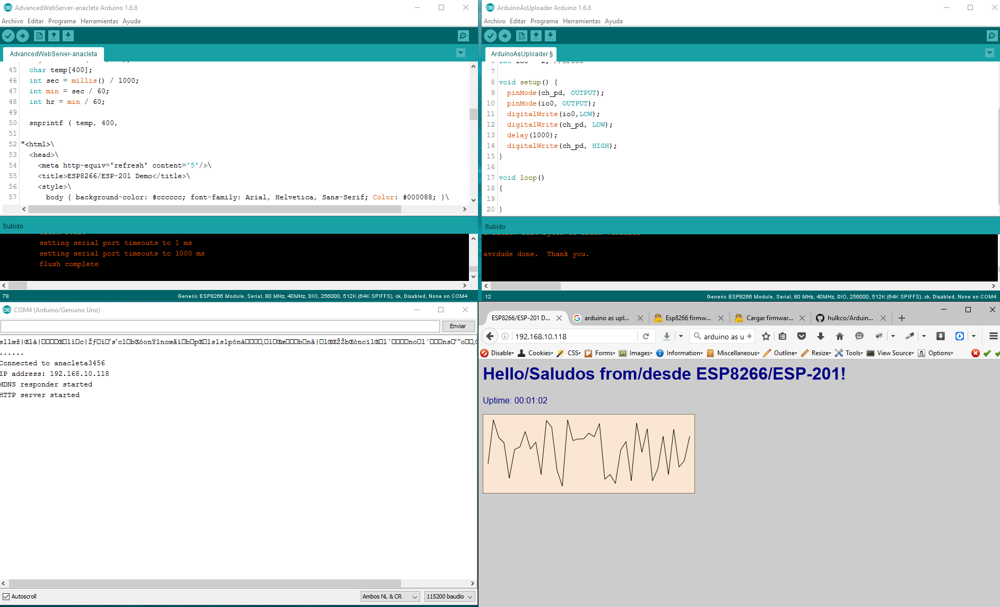 AdvancedWebServer-anacleta Arduino 1.6.8
Archivo Editar Programa Herramientas Ayuda
AdvancedWebServer-anacleta
45 char temp[400];
46 int sec = millis() / 1000;
47 int min = sec / 60;
48 int hr = min / 60;
49
50 snprintf ( temp, 400,
51
52 "<html>\
53 <head>\
54 <meta http-equiv='refresh' content='5'/>\
55 <title>ESP8266/ESP-201 Demo</title>\
56 <style>\
57 body { background-color: #cccccc; font-family: Arial, Helvetica, Sans-Serif; Color: #000088; }\
Subido
setting serial port timeouts to 1 ms
setting serial port timeouts to 1000 ms
flush complete
78 Generic ESP8266 Module, Serial, 80 MHz, 40MHz, DIO, 256000, 512K (64K SPIFFS), ck, Disabled, None on COM4
ArduinoAsUploader Arduino 1.6.8
Archivo Editar Programa Herramientas Ayuda
ArduinoAsUploader §
7
8 void setup() {
9 pinMode(ch_pd, OUTPUT);
10 pinMode(io0, OUTPUT);
11 digitalWrite(io0,LOW);
12 digitalWrite(ch_pd, LOW);
13 delay(1000);
14 digitalWrite(ch_pd, HIGH);
15 }
16
17 void loop()
18 {
19
20 }
Subido
avrdude done. Thank you.
12 Generic ESP8266 Module, Serial, 80 MHz, 40MHz, DIO, 256000, 512K (64K SPIFFS), ck, Disabled, None on COM4
COM4 (Arduino/Genuino Uno)
Enviar
......
Connected to anacleta3456
IP address: 192.168.10.118
MDNS responder started
HTTP server started
Autoscroll
Ambos NL & CR
115200 baudio
ESP8266/ESP-201 D... arduino as upl... Esp8266 firmw... Cargar firmwar... hulkco/Arduin...
192.168.10.118 arduino as u
Disable Cookies CSS Forms Images Information Miscellaneous Outline Resize Tools View Source Options
Hello/Saludos from/desde ESP8266/ESP-201!
Uptime: 00:01:02